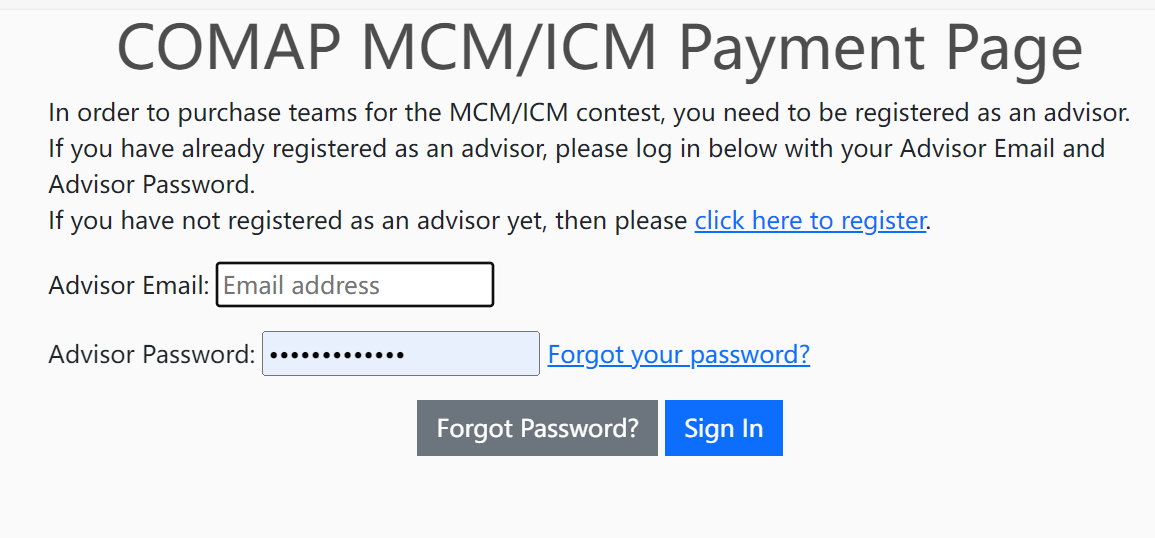 COMAP MCM/ICM Payment Page
In order to purchase teams for the MCM/ICM contest, you need to be registered as an advisor.
If you have already registered as an advisor, please log in below with your Advisor Email and
Advisor Password.
If you have not registered as an advisor yet, then please click here to register.
Advisor Email: Email address
Advisor Password: ••••••••••••• Forgot your password?
Forgot Password? Sign In